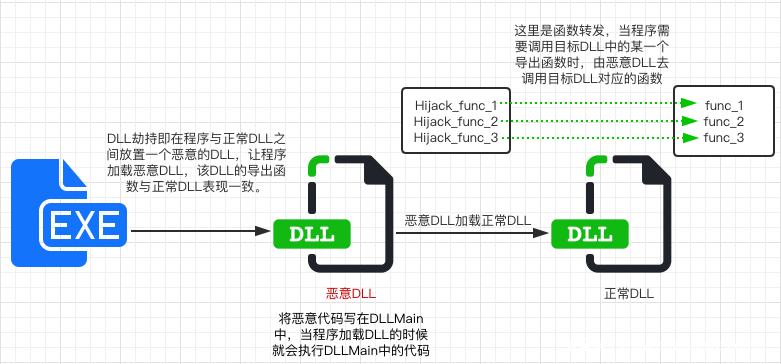 这里是函数转发，当程序需
要调用目标DLL中的某一个
导出函数时，由恶意DLL去
调用目标DLL对应的函数
Hijack_func_1
Hijack_func_2
Hijack_func_3
func_1
func_2
func_3
DLL劫持即在程序与正常DLL之
间放置一个恶意的DLL，让程序
加载恶意DLL，该DLL的导出函
数与正常DLL表现一致。
EXE
DLL
恶意DLL加载正常DLL
DLL
恶意DLL
正常DLL
将恶意代码写在DLLMain
中，当程序加载DLL的时候
就会执行DLLMain中的代码